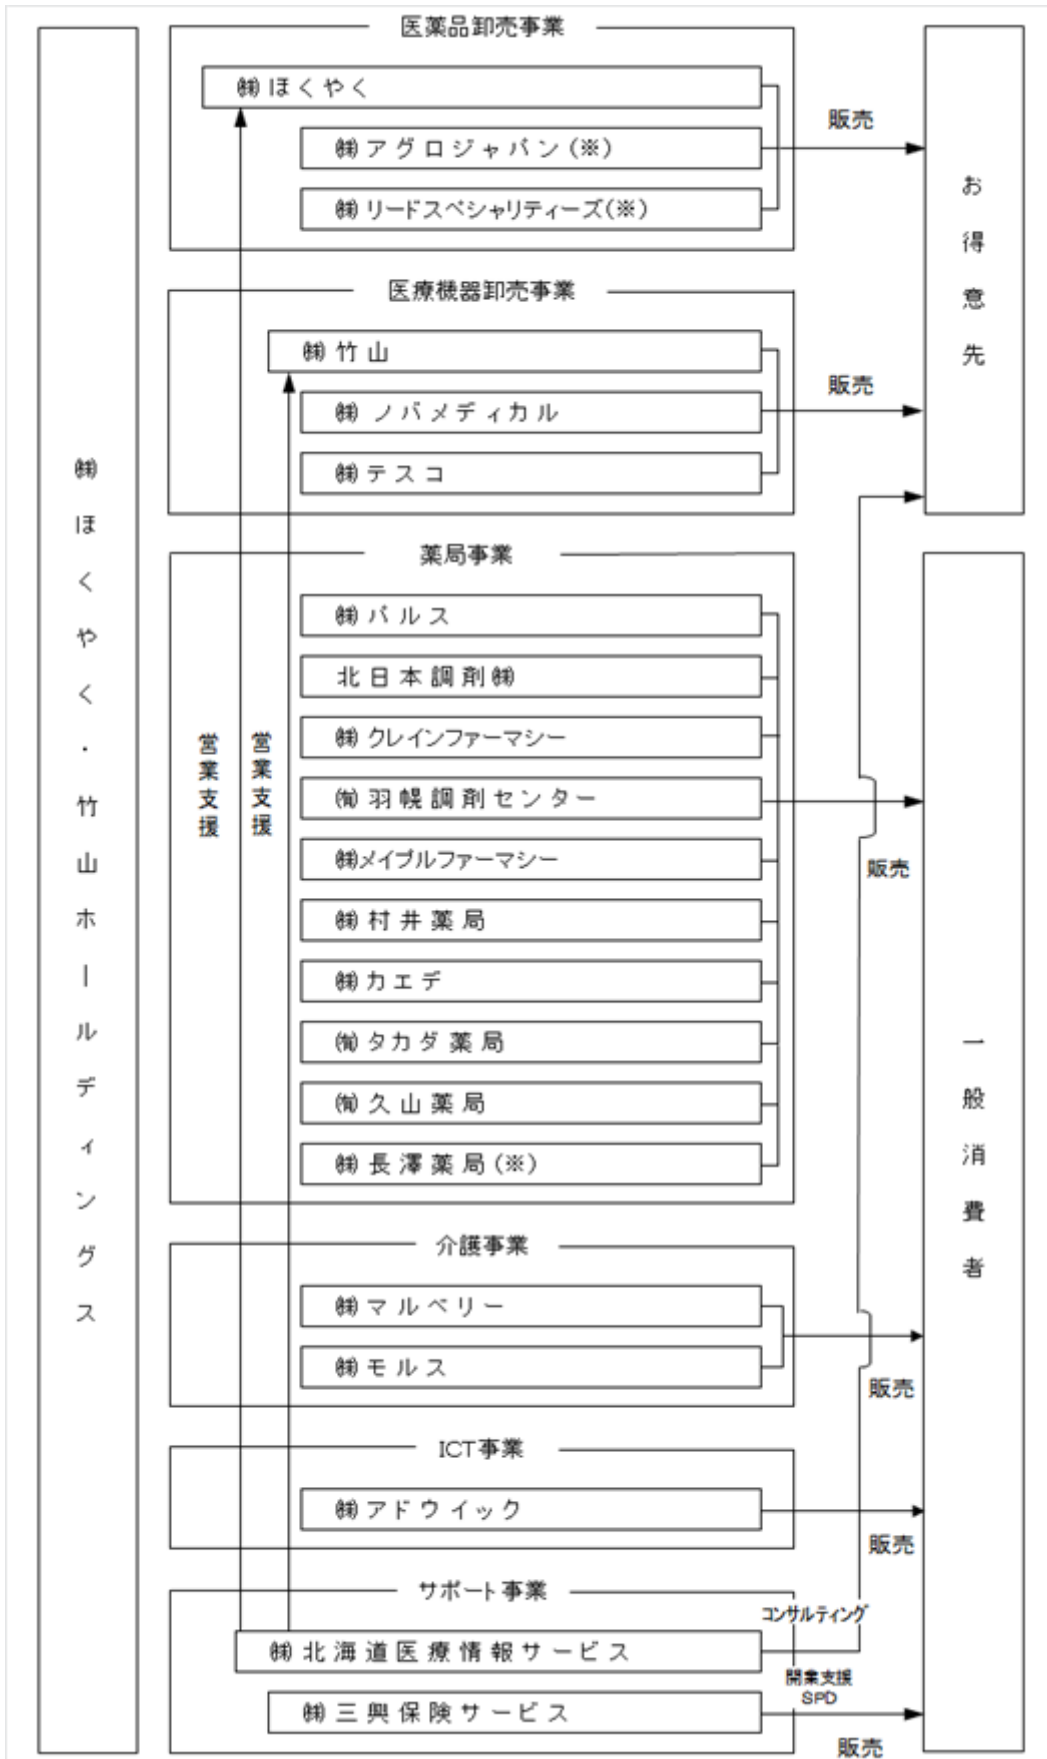 ㈱ほくやく・竹山ホールディングス
医薬品卸売事業
㈱ほくやく
㈱アグロジャパン(※)
㈱リードスペシャリティーズ(※)
販売
お得意先
医療機器卸売事業
㈱竹山
㈱ノバメディカル
㈱テスコ
販売
薬局事業
㈱パルス
北日本調剤㈱
㈱クレインファーマシー
㈲羽幌調剤センター
㈱メイプルファーマシー
㈱村井薬局
㈱カエデ
㈲タカダ薬局
㈲久山薬局
㈱長澤薬局(※)
営業支援
営業支援
販売
一般消費者
介護事業
㈱マルベリー
㈱モルス
販売
ICT事業
㈱アドウイック
販売
サポート事業
コンサルティング
㈱北海道医療情報サービス
開業支援
SPD
㈱三興保険サービス
販売